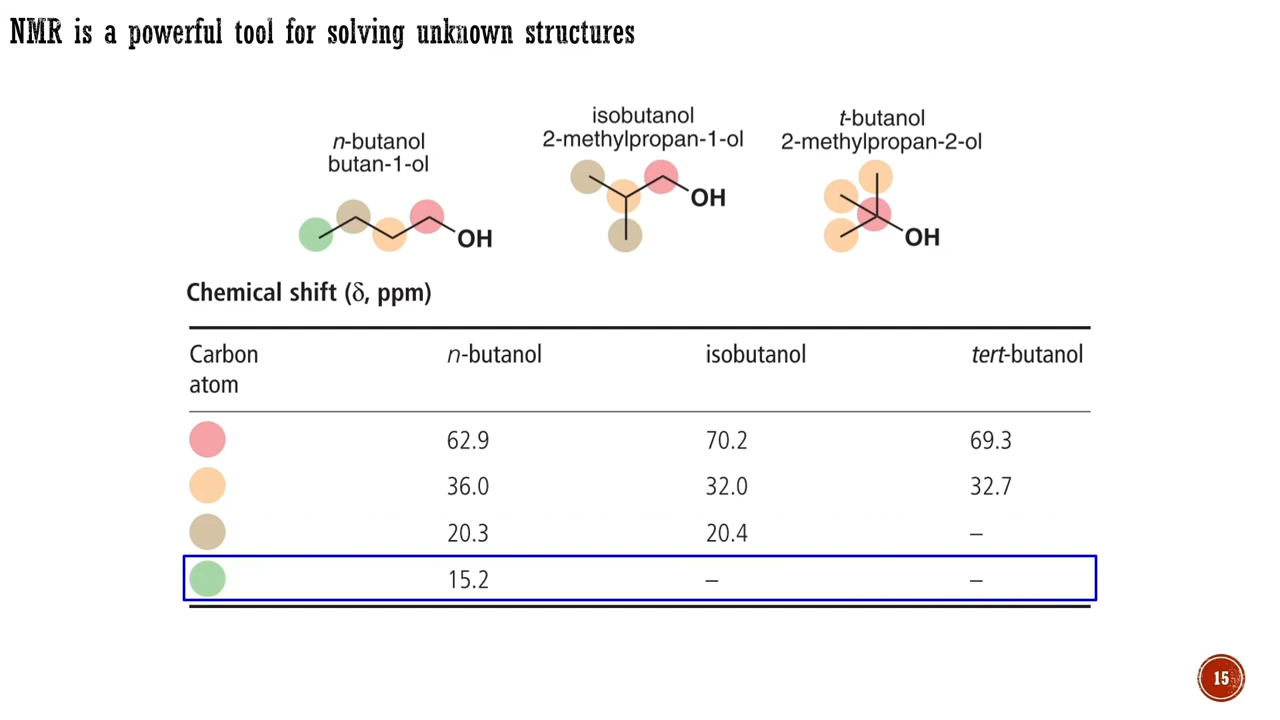 NMR is a powerful tool for solving unknown structures
n-butanol
butan-1-ol
isobutanol
2-methylpropan-1-ol
t-butanol
2-methylpropan-2-ol
OH
OH
OH
Chemical shift (δ, ppm)
Carbon atom n-butanol isobutanol tert-butanol
62.9 70.2 69.3
36.0 32.0 32.7
20.3 20.4 –
15.2 – –
15